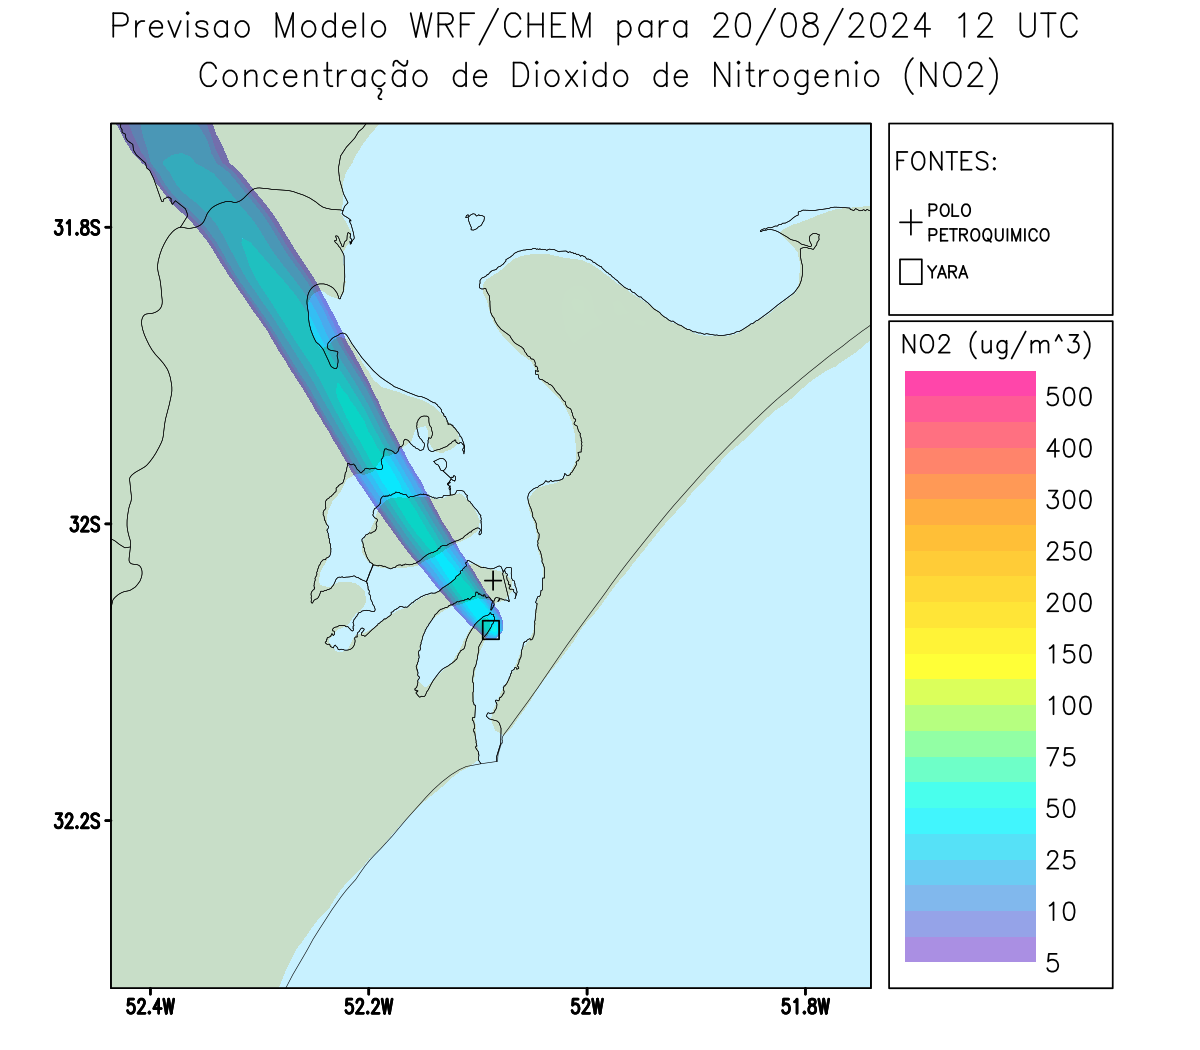 Previsao Modelo WRF/CHEM para 20/08/2024 12 UTC
Concentração de Dioxido de Nitrogenio (NO2)
FONTES:
POLO
PETROQUIMICO
YARA
NO2 (ug/m^3)
500
400
300
250
200
150
100
75
50
25
10
5
31.8S
32S
32.2S
52.4W
52.2W
52W
51.8W